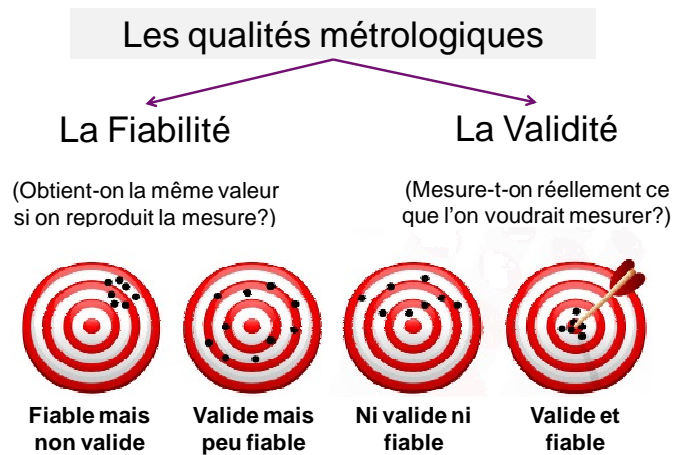 Les qualités métrologiques
La Fiabilité
La Validité
(Obtient-on la même valeur
si on reproduit la mesure?)
(Mesure-t-on réellement ce
que l'on voudrait mesurer?)
Fiable mais
non valide
Valide mais
peu fiable
Ni valide ni
fiable
Valide et
fiable